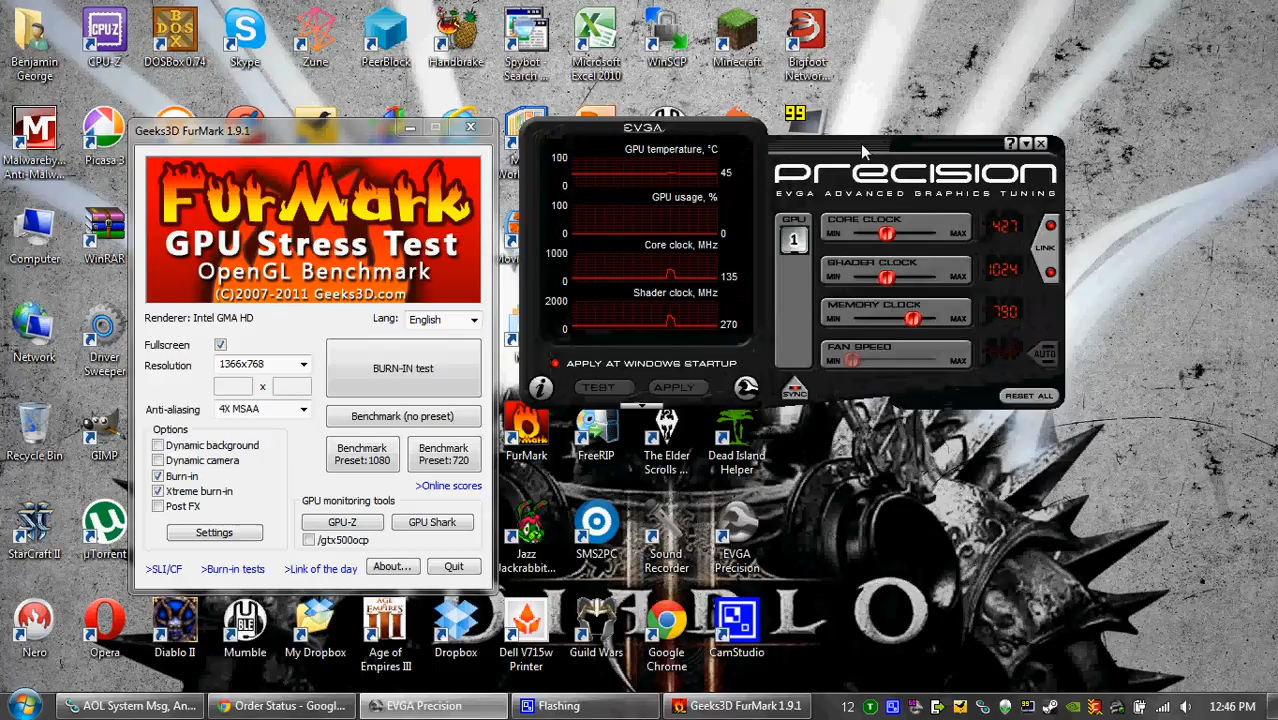 Benjamin George
CPU-Z
DOSBox 0.74
Skype
Zune
PeerBlock
Handbrake
Spybot - Search ...
Microsoft Excel 2010
WinSCP
Minecraft
Bigfoot Networ...
99
Malwareby... Anti-Malw...
Picasa 3
Computer
WinRAR
Network
Driver Sweeper
Recycle Bin
GIMP
StarCraft II
µTorrent
Geeks3D FurMark 1.9.1
FurMark
GPU Stress Test
OpenGL Benchmark
(C)2007-2011 Geeks3D.com
Renderer: Intel GMA HD
Lang:
English
Fullscreen
Resolution
1366x768
x
Anti-aliasing
4X MSAA
BURN-IN test
Benchmark (no preset)
Benchmark
Preset:1080
Benchmark
Preset:720
>Online scores
Options
Dynamic background
Dynamic camera
Burn-in
Xtreme burn-in
Post FX
Settings
GPU monitoring tools
GPU-Z
GPU Shark
/gtx500ocp
>SLI/CF
>Burn-in tests
>Link of the day
About...
Quit
EVGA
GPU temperature, °C
100
0
45
GPU usage, %
100
0
0
Core clock, MHz
1000
0
135
Shader clock, MHz
2000
0
270
APPLY AT WINDOWS STARTUP
TEST
APPLY
precision
EVGA ADVANCED GRAPHICS TUNING
GPU
1
SYNC
CORE CLOCK
MIN
MAX
427
SHADER CLOCK
MIN
MAX
1024
LINK
MEMORY CLOCK
MIN
MAX
790
FAN SPEED
MIN
MAX
AUTO
RESET ALL
FurMark
FreeRIP
The Elder Scrolls ...
Dead Island Helper
Jazz Jackrabbit...
SMS2PC
Sound Recorder
EVGA Precision
DIABLO
Nero
Opera
Diablo II
Mumble
My Dropbox
Age of Empires III
Dropbox
Dell V715w Printer
Guild Wars
Google Chrome
CamStudio
AOL System Msg, An...
Order Status - Googl...
EVGA Precision
Flashing
Geeks3D FurMark 1.9.1
12
12:46 PM